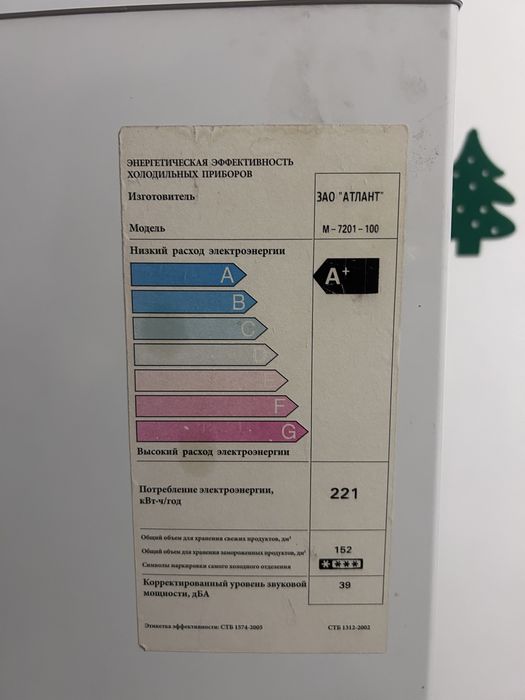 ЭНЕРГЕТИЧЕСКАЯ ЭФФЕКТИВНОСТЬ
ХОЛОДИЛЬНЫХ ПРИБОРОВ
Изготовитель ЗАО "АТЛАНТ"
Модель М-7201-100
Низкий расход электроэнергии
A A+
B
C
D
E
F
G
Высокий расход электроэнергии
Потребление электроэнергии,
кВт·ч/год 221
Общий объем для хранения свежих продуктов, дм³
Общий объем для хранения замороженных продуктов, дм³ 152
Символы маркировки самого холодного отделения
Корректированный уровень звуковой
мощности, дБА 39
Этикетка эффективности: СТБ 1574-2005 СТБ 1312-2002